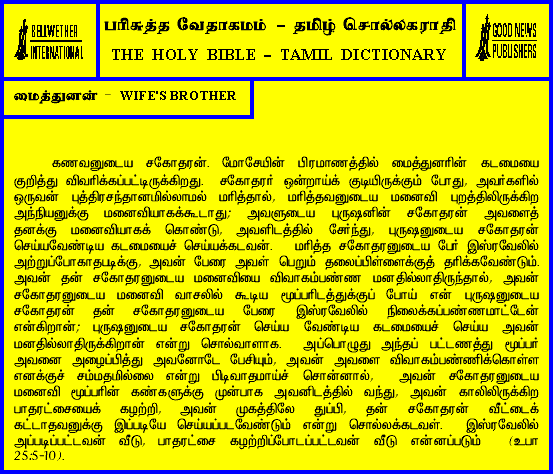 BELLWETHER
INTERNATIONAL
பரிசுத்த வேதாகமம் – தமிழ் சொல்லகராதி
THE HOLY BIBLE – TAMIL DICTIONARY
GOOD NEWS
PUBLISHERS
மைத்துனன் – WIFE'S BROTHER
கணவனுடைய சகோதரன். மோசேயின் பிரமாணத்தில் மைத்துனரின் கடமையை
குறித்து விவரிக்கப்பட்டிருக்கிறது. சகோதரர் ஒன்றாய்க் குடியிருக்கும் போது, அவர்களில்
ஒருவன் புத்திரசந்தானமில்லாமல் மரித்தால், மரித்தவனுடைய மனைவி புறத்திலிருக்கிற
அந்நியனுக்கு மனைவியாகக்கூடாது; அவளுடைய புருஷனின் சகோதரன் அவளைத்
தனக்கு மனைவியாகக் கொண்டு, அவளிடத்தில் சேர்ந்து, புருஷனுடைய சகோதரன்
செய்யவேண்டிய கடமையைச் செய்யக்கடவன். மரித்த சகோதரனுடைய பேர் இஸ்ரவேலில்
அற்றுப்போகாதபடிக்கு, அவன் பேரை அவள் பெறும் தலைப்பிள்ளைக்குத் தரிக்கவேண்டும்.
அவன் தன் சகோதரனுடைய மனைவியை விவாகம்பண்ண மனதில்லாதிருந்தால், அவன்
சகோதரனுடைய மனைவி வாசலில் கூடிய மூப்பரிடத்துக்குப் போய் என் புருஷனுடைய
சகோதரன் தன் சகோதரனுடைய பேரை இஸ்ரவேலில் நிலைக்கப்பண்ணமாட்டேன்
என்கிறான்; புருஷனுடைய சகோதரன் செய்ய வேண்டிய கடமையைச் செய்ய அவன்
மனதில்லாதிருக்கிறான் என்று சொல்வாளாக. அப்பொழுது அந்தப் பட்டணத்து மூப்பர்
அவனை அழைப்பித்து அவனோடே பேசியும், அவன் அவளை விவாகம்பண்ணிக்கொள்ள
எனக்குச் சம்மதமில்லை என்று பிடிவாதமாய்ச் சொன்னால், அவன் சகோதரனுடைய
மனைவி மூப்பரின் கண்களுக்கு முன்பாக அவனிடத்தில் வந்து, அவன் காலிலிருக்கிற
பாதரட்சையைக் கழற்றி, அவன் முகத்திலே துப்பி, தன் சகோதரன் வீட்டைக்
கட்டாதவனுக்கு இப்படியே செய்யப்படவேண்டும் என்று சொல்லக்கடவள். இஸ்ரவேலில்
அப்படிப்பட்டவன் வீடு, பாதரட்சை கழற்றிப்போடப்பட்டவன் வீடு என்னப்படும் (உபா
25:5-10).